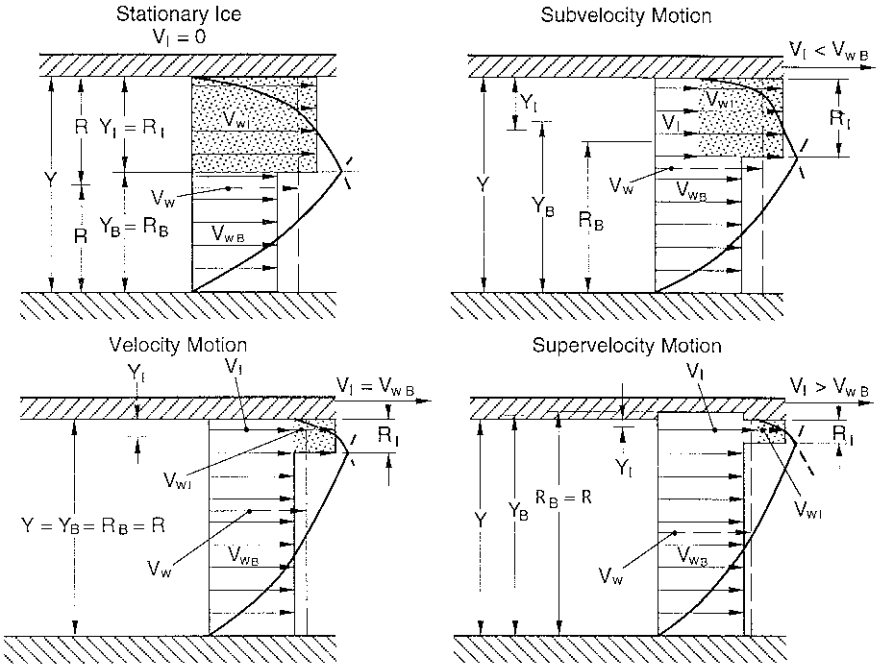 Stationary Ice
V_I = 0
R
Y_I = R_I
V_wI
Y
V_w
R
Y_B = R_B
V_wB
Subvelocity Motion
V_I < V_wB
Y_I
V_wI
V_I
R_I
Y
V_w
Y_B
R_B
V_wB
Velocity Motion
Y_I
V_I
V_I = V_wB
R_I
V_wI
Y = Y_B = R_B = R
V_w
V_wB
Supervelocity Motion
V_I
V_I > V_wB
R_I
Y_I
R_B = R
V_wI
Y
Y_B
V_w
V_wB